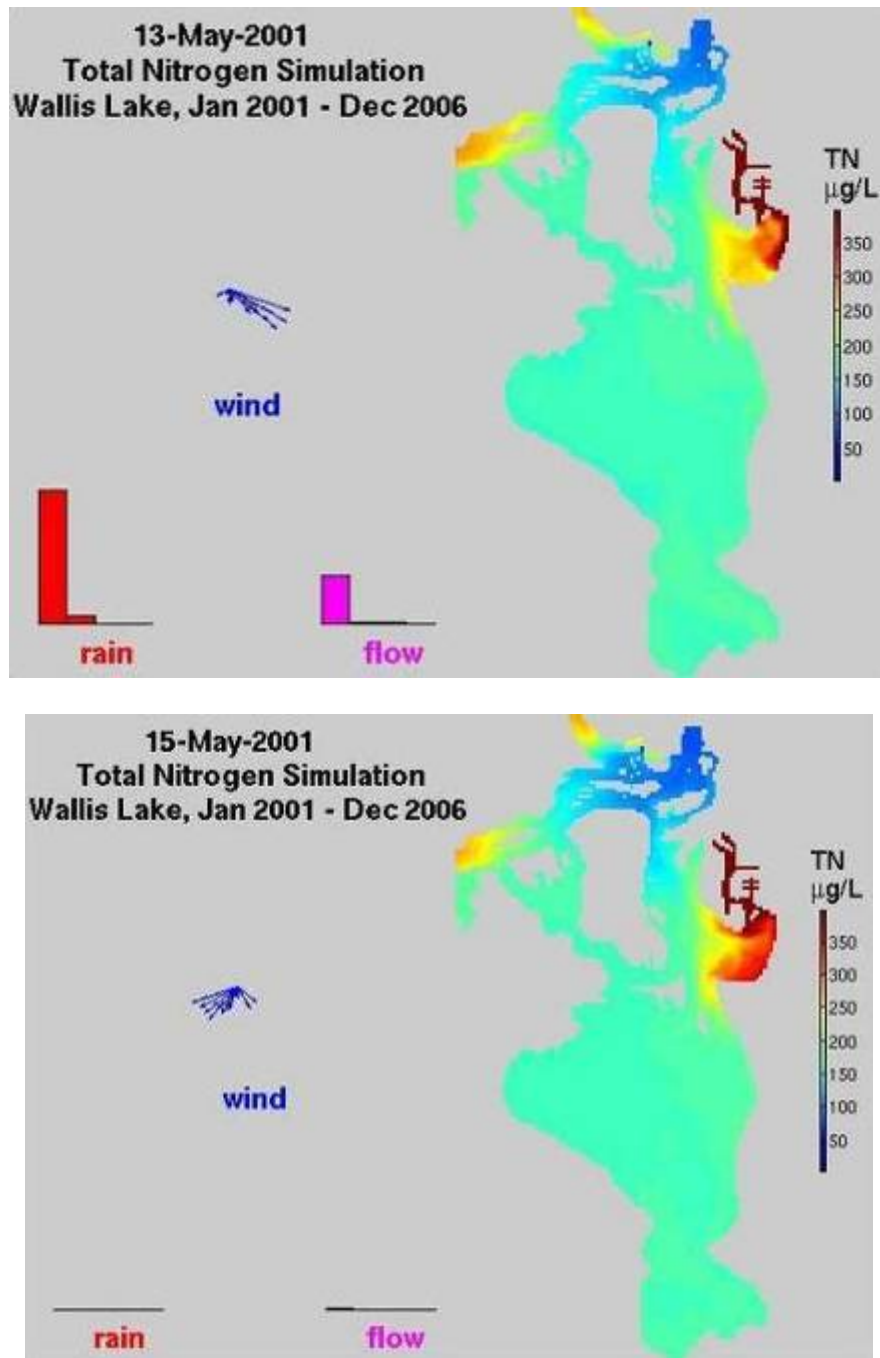 13-May-2001
Total Nitrogen Simulation
Wallis Lake, Jan 2001 - Dec 2006
TN
µg/L
350
300
250
200
150
100
50
wind
rain
flow
15-May-2001
Total Nitrogen Simulation
Wallis Lake, Jan 2001 - Dec 2006
TN
µg/L
350
300
250
200
150
100
50
wind
rain
flow